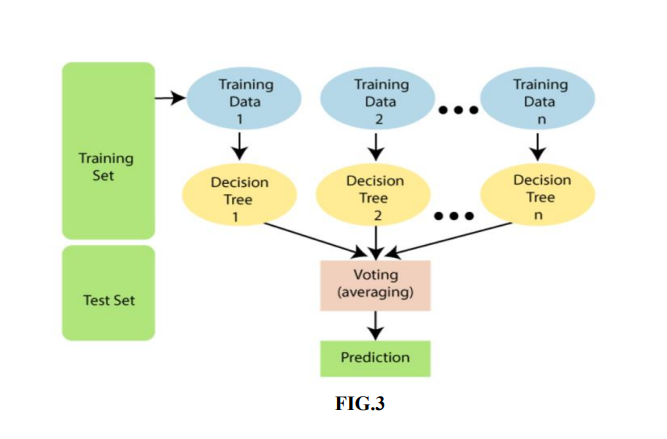 Training
Set
Test Set
Training
Data
1
Training
Data
2
Training
Data
n
Decision
Tree
1
Decision
Tree
2
Decision
Tree
n
Voting
(averaging)
Prediction
FIG.3